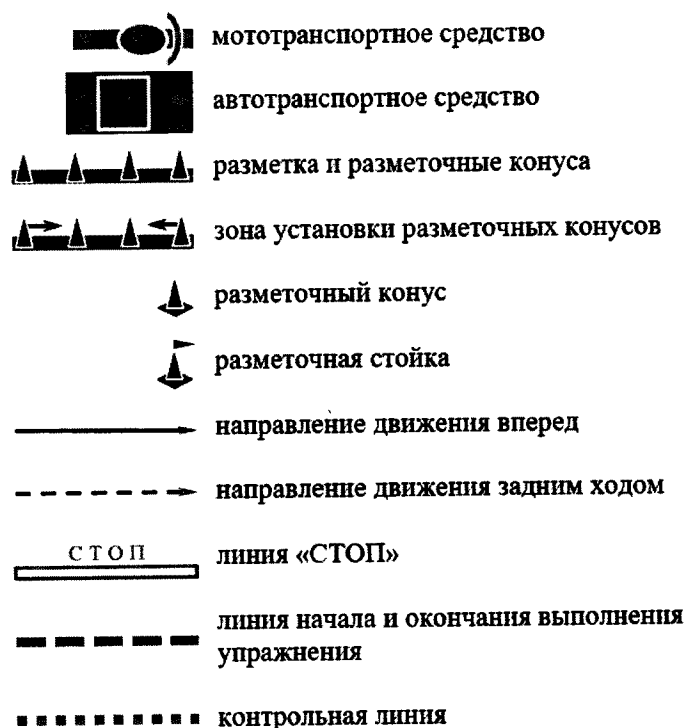 мототранспортное средство
автотранспортное средство
разметка и разметочные конуса
зона установки разметочных конусов
разметочный конус
разметочная стойка
направление движения вперед
направление движения задним ходом
СТОП линия «СТОП»
линия начала и окончания выполнения
упражнения
контрольная линия